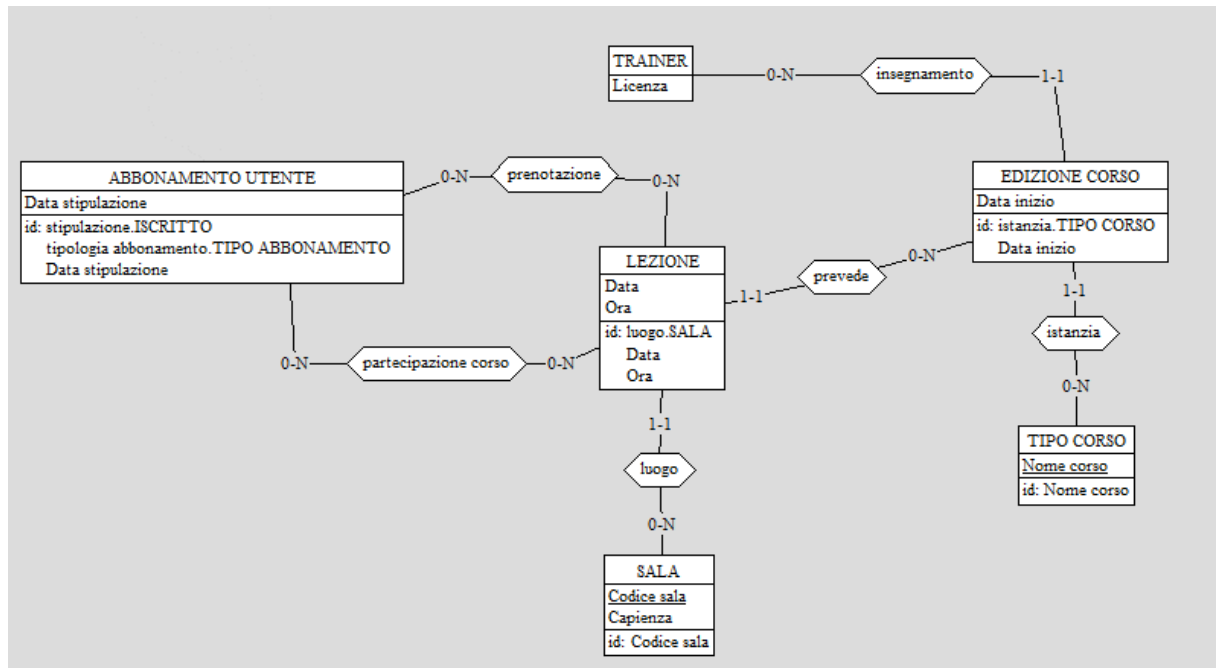 TRAINER
Licenza
0-N
insegnamento
1-1
ABBONAMENTO UTENTE
Data stipulazione
id: stipulazione.ISCRITTO
tipologia abbonamento.TIPO ABBONAMENTO
Data stipulazione
0-N
prenotazione
0-N
EDIZIONE CORSO
Data inizio
id: istanzia.TIPO CORSO
Data inizio
LEZIONE
Data
Ora
id: luogo.SALA
Data
Ora
1-1
prevede
0-N
1-1
istanzia
0-N
0-N
partecipazione corso
0-N
1-1
luogo
0-N
TIPO CORSO
Nome corso
id: Nome corso
SALA
Codice sala
Capienza
id: Codice sala